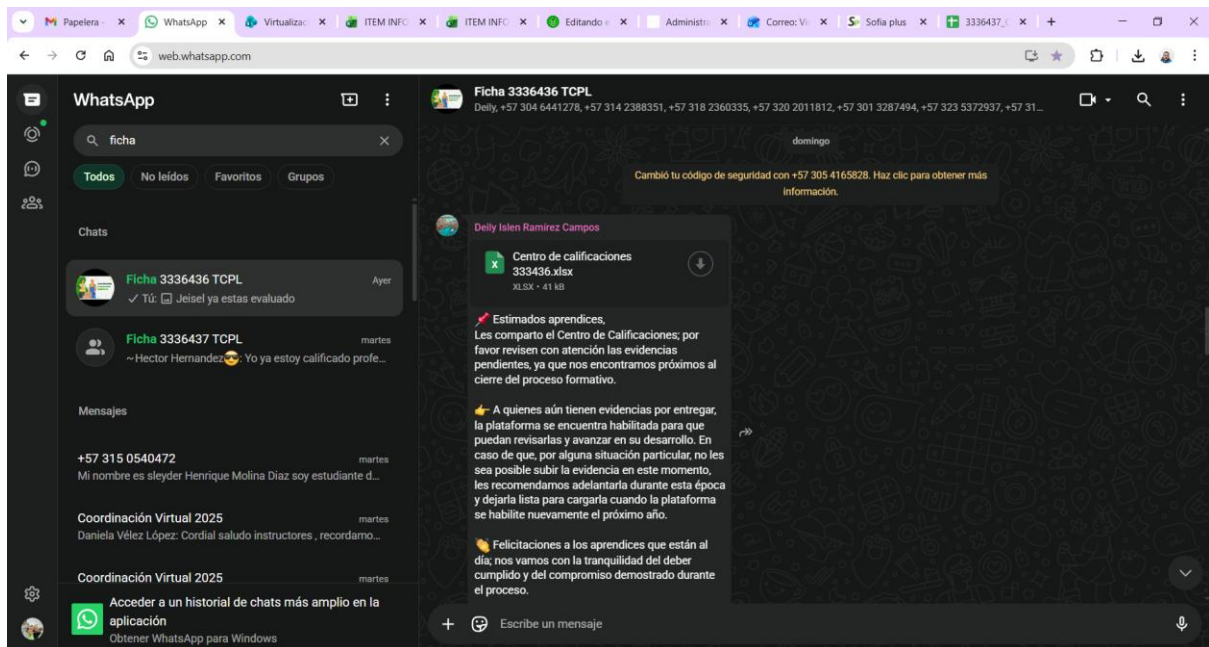 Papelera -
WhatsApp
Virtualizac
ITEM INFO
ITEM INFO
Editando e
Administra
Correo: Vi
Sofia plus
3336437_C
web.whatsapp.com
WhatsApp
ficha
Todos
No leídos
Favoritos
Grupos
Chats
Ficha 3336436 TCPL
Ayer
Tú: Jeisel ya estas evaluado
Ficha 3336437 TCPL
martes
~Hector Hernandez😎: Yo ya estoy calificado profe...
Mensajes
+57 315 0540472
martes
Mi nombre es sleyder Henrique Molina Diaz soy estudiante d...
Coordinación Virtual 2025
martes
Daniela Vélez López: Cordial saludo instructores , recordamo...
Coordinación Virtual 2025
martes
Acceder a un historial de chats más amplio en la
aplicación
Obtener WhatsApp para Windows
Ficha 3336436 TCPL
Deily, +57 304 6441278, +57 314 2388351, +57 318 2360335, +57 320 2011812, +57 301 3287494, +57 323 5372937, +57 31...
domingo
Cambió tu código de seguridad con +57 305 4165828. Haz clic para obtener más
información.
Deily Islen Ramírez Campos
Centro de calificaciones
333436.xlsx
XLSX • 41 kB
📌 Estimados aprendices,
Les comparto el Centro de Calificaciones; por
favor revisen con atención las evidencias
pendientes, ya que nos encontramos próximos al
cierre del proceso formativo.
👉 A quienes aún tienen evidencias por entregar,
la plataforma se encuentra habilitada para que
puedan revisarlas y avanzar en su desarrollo. En
caso de que, por alguna situación particular, no les
sea posible subir la evidencia en este momento,
les recomendamos adelantarla durante esta época
y dejarla lista para cargarla cuando la plataforma
se habilite nuevamente el próximo año.
👏 Felicitaciones a los aprendices que están al
día; nos vamos con la tranquilidad del deber
cumplido y del compromiso demostrado durante
el proceso.
Escribe un mensaje